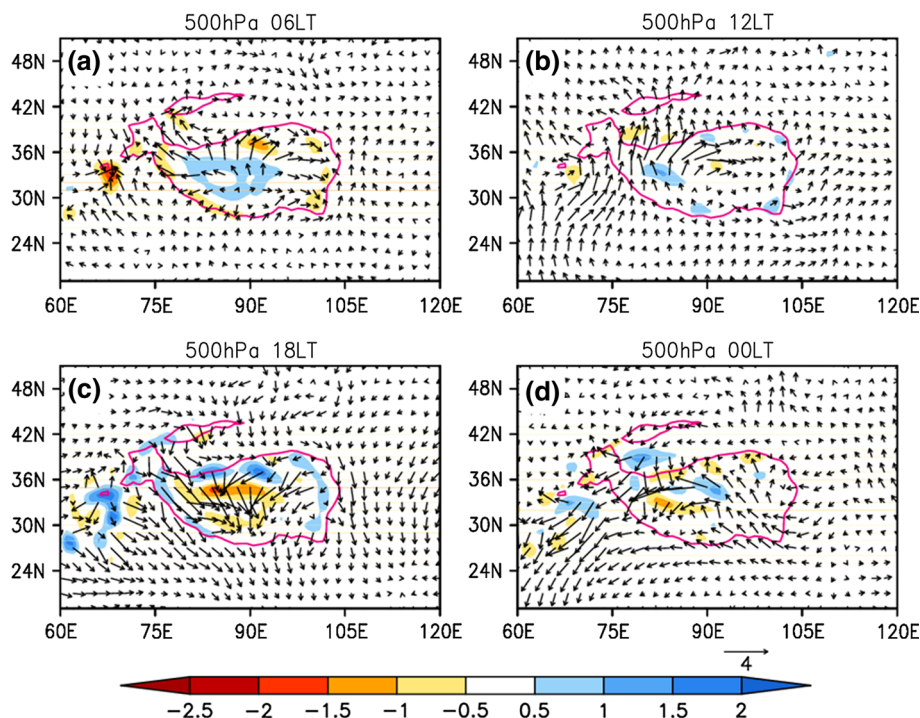 500hPa 06LT
500hPa 12LT
(a)
(b)
48N
42N
36N
30N
24N
48N
42N
36N
30N
24N
60E 75E 90E 105E 120E
60E 75E 90E 105E 120E
500hPa 18LT
500hPa 00LT
(c)
(d)
48N
42N
36N
30N
24N
48N
42N
36N
30N
24N
60E 75E 90E 105E 120E
60E 75E 90E 105E 120E
4
−2.5 −2 −1.5 −1 −0.5 0.5 1 1.5 2